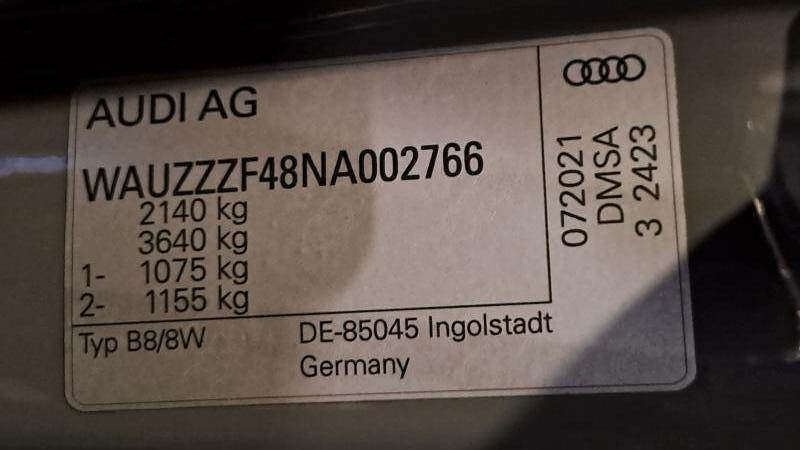 AUDI AG
WAUZZZF48NA002766
2140 kg
3640 kg
1- 1075 kg
2- 1155 kg
Typ B8/8W
DE-85045 Ingolstadt
Germany
072021
DMSA
3 2423